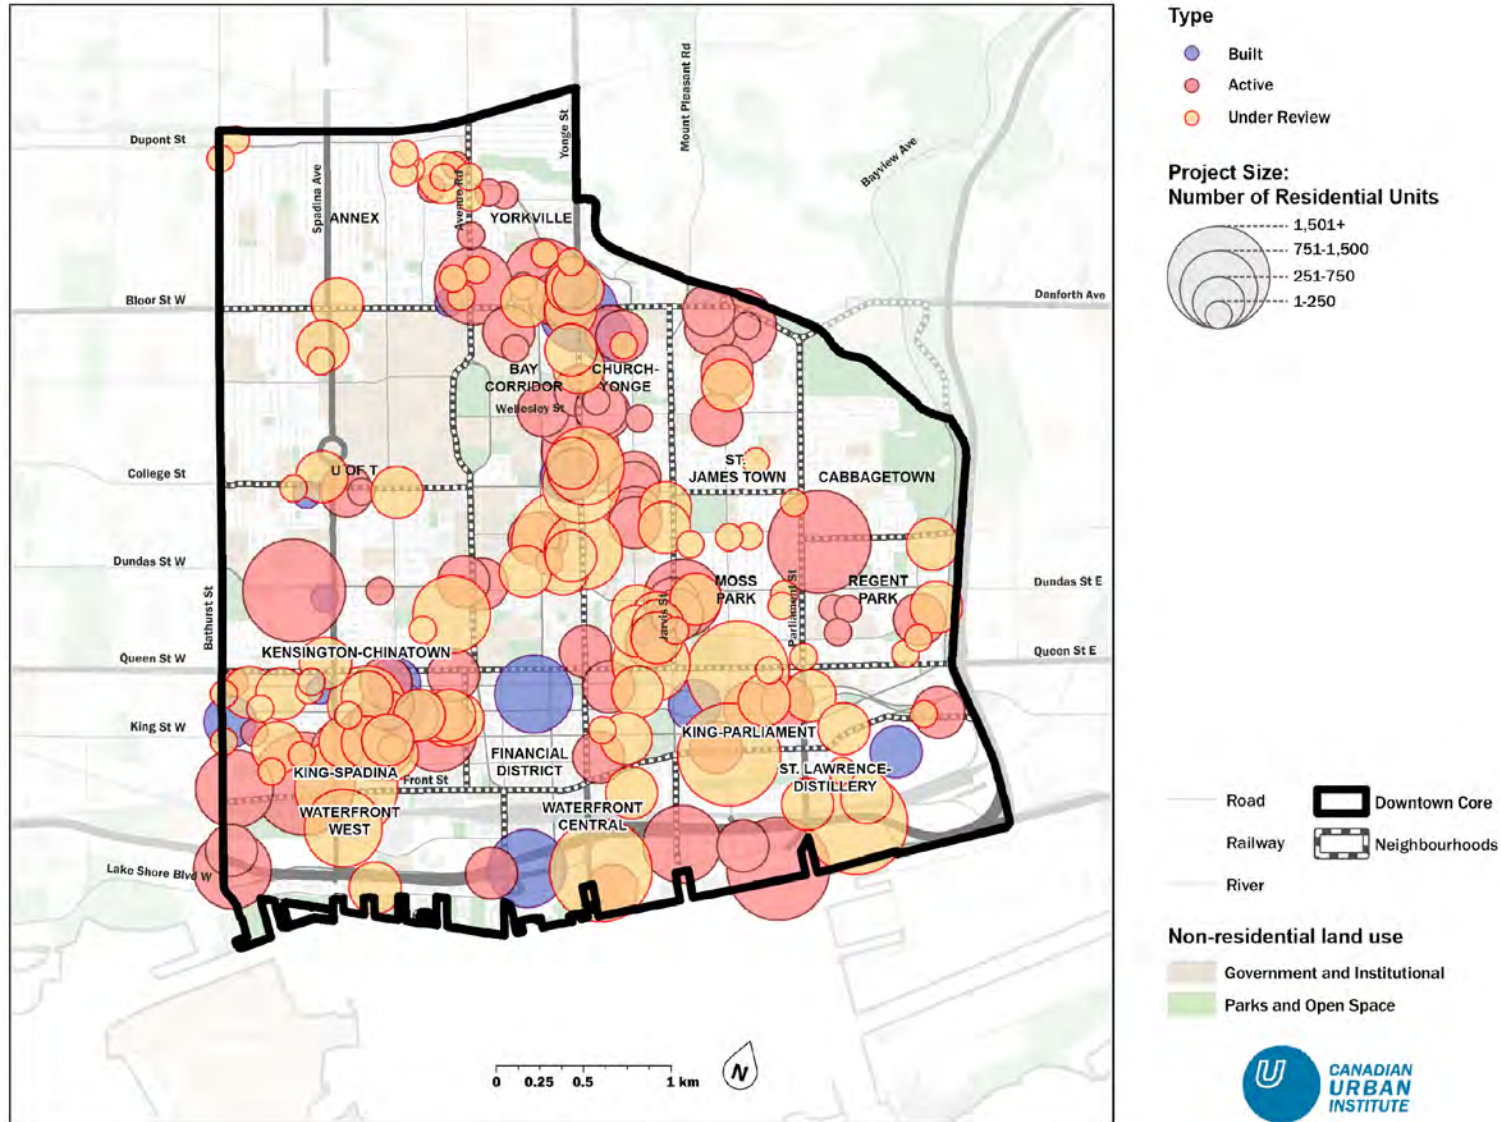 Type
Built
Active
Under Review
Project Size:
Number of Residential Units
1,501+
751-1,500
251-750
1-250
Dupont St
Spadina Ave
ANNEX
Avenue Rd
YORKVILLE
Yonge St
Mount Pleasant Rd
Bayview Ave
Bloor St W
Danforth Ave
BAY
CORRIDOR
CHURCH-
YONGE
Wellesley St
College St
U OF T
ST.
JAMES TOWN
CABBAGETOWN
Dundas St W
Bathurst St
Jarvis St
MOSS
PARK
Parliament St
REGENT
PARK
Dundas St E
Queen St W
KENSINGTON-CHINATOWN
Queen St E
King St W
KING-SPADINA
Front St
FINANCIAL
DISTRICT
KING-PARLIAMENT
ST. LAWRENCE-
DISTILLERY
WATERFRONT
WEST
WATERFRONT
CENTRAL
Lake Shore Blvd W
Road
Downtown Core
Railway
Neighbourhoods
River
Non-residential land use
Government and Institutional
Parks and Open Space
0 0.25 0.5 1 km
N
U
CANADIAN
URBAN
INSTITUTE